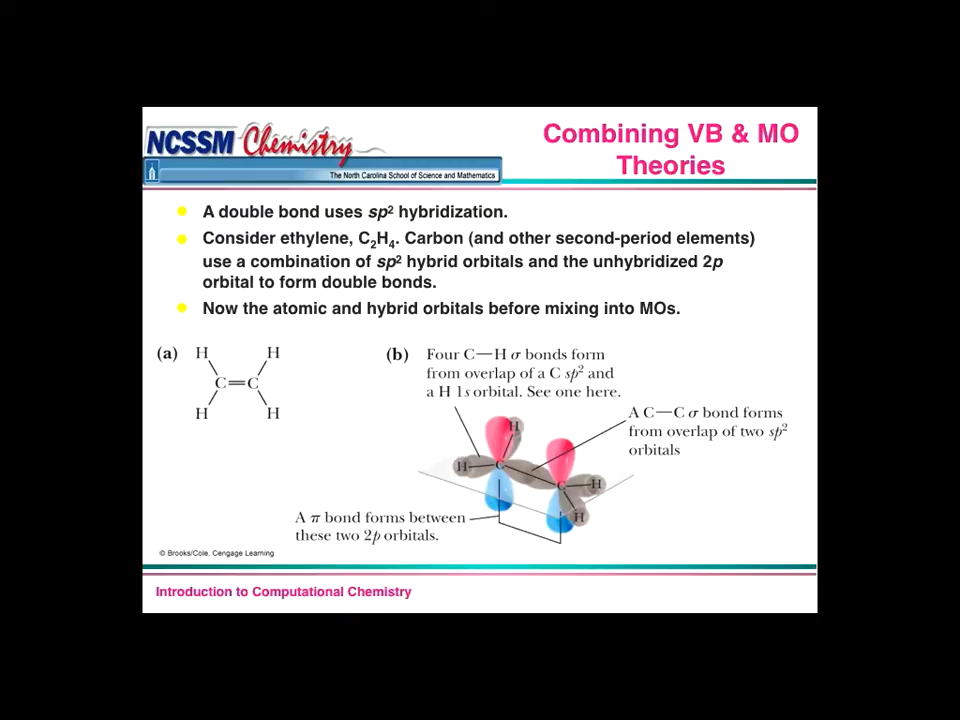 NCSSM Chemistry
The North Carolina School of Science and Mathematics
Combining VB & MO
Theories
A double bond uses sp² hybridization.
Consider ethylene, C₂H₄. Carbon (and other second-period elements)
use a combination of sp² hybrid orbitals and the unhybridized 2p
orbital to form double bonds.
Now the atomic and hybrid orbitals before mixing into MOs.
(a)
H H
C=C
H H
(b) Four C—H σ bonds form
from overlap of a C sp² and
a H 1s orbital. See one here.
A C—C σ bond forms
from overlap of two sp²
orbitals
H
H C
C H
H
A π bond forms between
these two 2p orbitals.
© Brooks/Cole, Cengage Learning
Introduction to Computational Chemistry